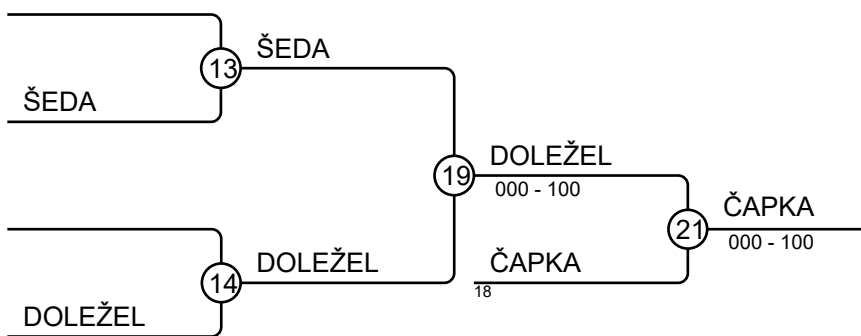 ŠEDA
13
ŠEDA
DOLEŽEL
000 - 100
19
ČAPKA
000 - 100
21
DOLEŽEL
14
ČAPKA
18
DOLEŽEL